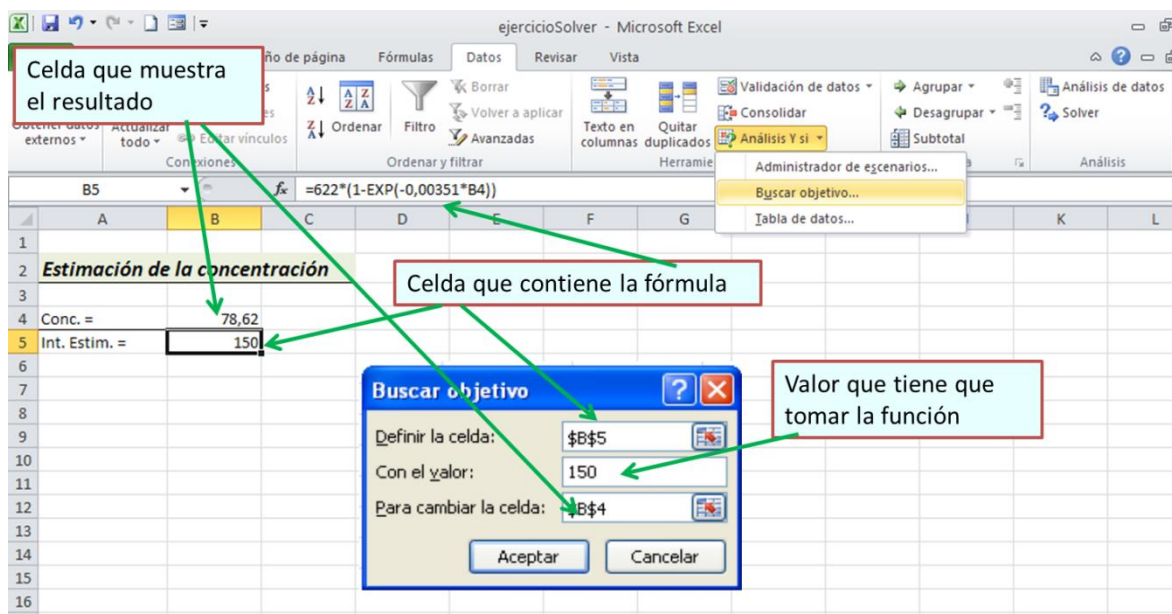 ejercicioSolver - Microsoft Excel
ño de página Fórmulas Datos Revisar Vista
Celda que muestra
el resultado
Obtener datos
externos
Actualizar
todo
Editar vínculos
Conexiones
Ordenar
Filtro
Borrar
Volver a aplicar
Avanzadas
Ordenar y filtrar
Texto en
columnas
Quitar
duplicados
Validación de datos
Consolidar
Análisis Y si
Herramie
Agrupar
Desagrupar
Subtotal
Análisis de datos
Solver
Análisis
Administrador de escenarios...
Buscar objetivo...
Tabla de datos...
B5 fx =622*(1-EXP(-0,00351*B4))
A B C D E F G K L
1
2 Estimación de la concentración
3
4 Conc. = 78,62
5 Int. Estim. = 150
6
7
8
9
10
11
12
13
14
15
16
Celda que contiene la fórmula
Buscar objetivo
Definir la celda: $B$5
Con el valor: 150
Para cambiar la celda: $B$4
Aceptar Cancelar
Valor que tiene que
tomar la función